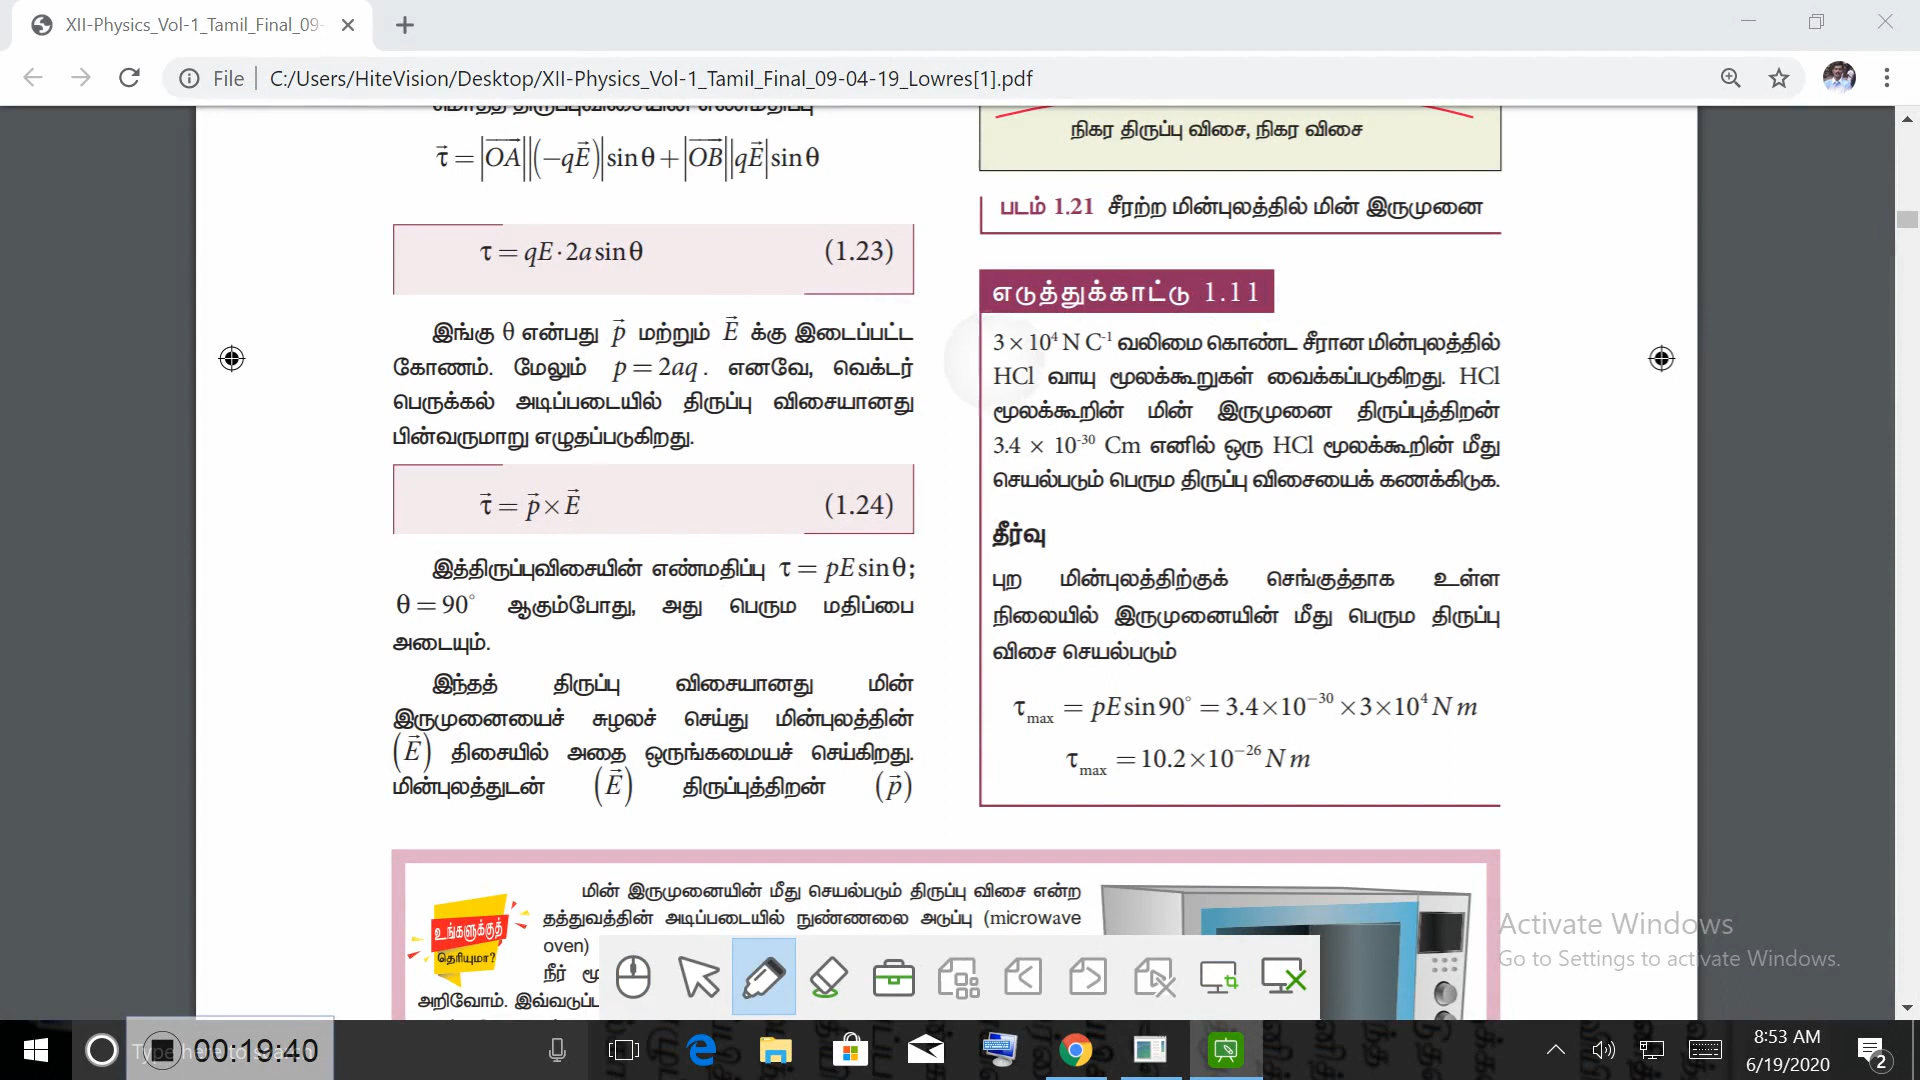 XII-Physics_Vol-1_Tamil_Final_09-
File
C:/Users/HiteVision/Desktop/XII-Physics_Vol-1_Tamil_Final_09-04-19_Lowres[1].pdf
மொத்த திருப்புவிசையின் எண்மதிப்பு
τ⃗ = |OA⃗||(−qE⃗)|sinθ + |OB⃗||qE⃗|sinθ
τ = qE · 2a sinθ (1.23)
இங்கு θ என்பது p⃗ மற்றும் E⃗ க்கு இடைப்பட்ட
கோணம். மேலும் p = 2aq . எனவே, வெக்டர்
பெருக்கல் அடிப்படையில் திருப்பு விசையானது
பின்வருமாறு எழுதப்படுகிறது.
τ⃗ = p⃗ × E⃗ (1.24)
இத்திருப்புவிசையின் எண்மதிப்பு τ = pE sinθ;
θ = 90° ஆகும்போது, அது பெரும மதிப்பை
அடையும்.
இந்தத் திருப்பு விசையானது மின்
இருமுனையைச் சுழலச் செய்து மின்புலத்தின்
(E⃗) திசையில் அதை ஒருங்கமையச் செய்கிறது.
மின்புலத்துடன் (E⃗) திருப்புத்திறன் (p⃗)
நிகர திருப்பு விசை, நிகர விசை
படம் 1.21 சீரற்ற மின்புலத்தில் மின் இருமுனை
எடுத்துக்காட்டு 1.11
3 × 10⁴ N C⁻¹ வலிமை கொண்ட சீரான மின்புலத்தில்
HCl வாயு மூலக்கூறுகள் வைக்கப்படுகிறது. HCl
மூலக்கூறின் மின் இருமுனை திருப்புத்திறன்
3.4 × 10⁻³⁰ Cm எனில் ஒரு HCl மூலக்கூறின் மீது
செயல்படும் பெரும திருப்பு விசையைக் கணக்கிடுக.
தீர்வு
புற மின்புலத்திற்குக் செங்குத்தாக உள்ள
நிலையில் இருமுனையின் மீது பெரும திருப்பு
விசை செயல்படும்
τmax = pE sin 90° = 3.4×10⁻³⁰ ×3×10⁴ N m
τmax = 10.2×10⁻²⁶ N m
உங்களுக்குத்
தெரியுமா?
மின் இருமுனையின் மீது செயல்படும் திருப்பு விசை என்ற
தத்துவத்தின் அடிப்படையில் நுண்ணலை அடுப்பு (microwave
oven)
நீர்
அறிவோம்.
Activate Windows
Go to Settings to activate Windows.
00:19:40
8:53 AM
6/19/2020
2